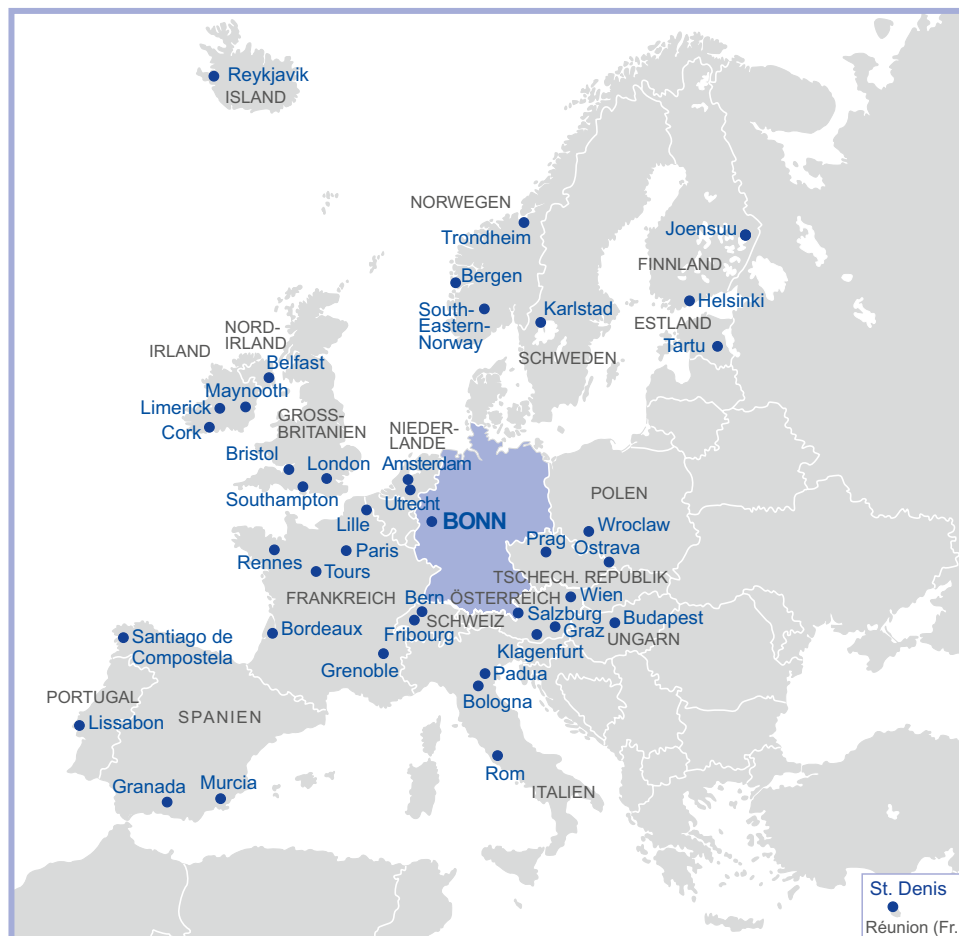 Reykjavik
ISLAND
NORWEGEN
Trondheim
Joensuu
FINNLAND
Bergen
South-
Eastern-
Norway
Karlstad
Helsinki
ESTLAND
Tartu
SCHWEDEN
NORD-
IRLAND
IRLAND
Belfast
Maynooth
Limerick
Cork
GROSS-
BRITANIEN
NIEDER-
LANDE
Bristol
London
Southampton
Amsterdam
Utrecht
Lille
BONN
POLEN
Wroclaw
Prag
Ostrava
TSCHECH. REPUBLIK
Rennes
Paris
Tours
FRANKREICH
Bern
ÖSTERREICH
Wien
SCHWEIZ
Salzburg
Budapest
Fribourg
Graz
UNGARN
Klagenfurt
Bordeaux
Grenoble
Santiago de
Compostela
Padua
Bologna
PORTUGAL
Lissabon
SPANIEN
Rom
ITALIEN
Granada
Murcia
St. Denis
Réunion (Fr.